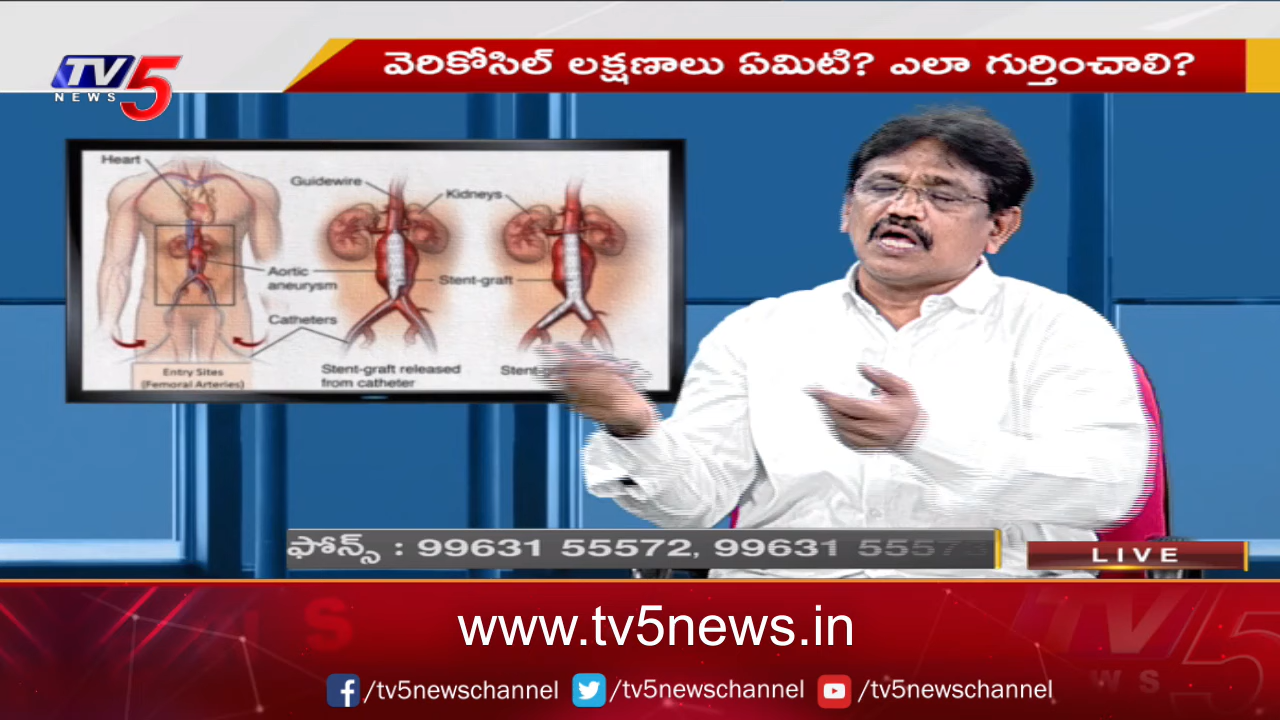 వెరికోసిల్ లక్షణాలు ఏమిటి? ఎలా గుర్తించాలి?
TV5
NEWS
Heart
Guidewire
Kidneys
Aortic
aneurysm
Stent-graft
Catheters
Entry Sites
(Femoral Arteries)
Stent-graft released
from catheter
ఫోన్స్ : 99631 55572, 99631 55573
LIVE
www.tv5news.in
/tv5newschannel
/tv5newschannel
/tv5newschannel